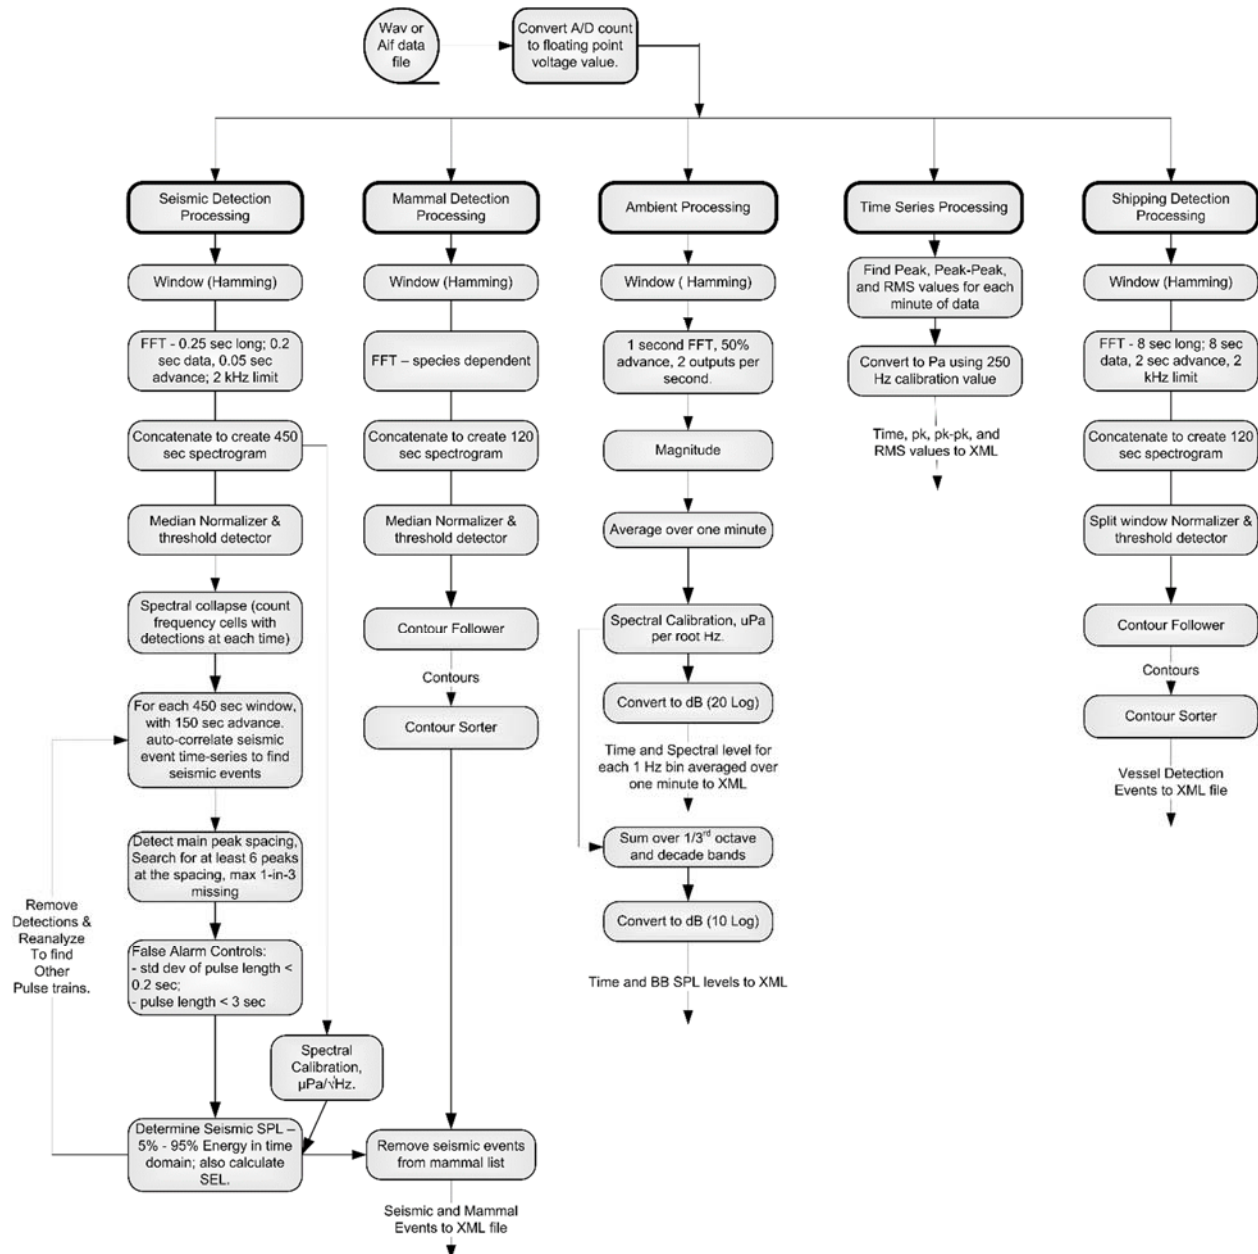 Wav or
Aif data
file
Convert A/D count
to floating point
voltage value.
Seismic Detection
Processing
Window (Hamming)
FFT - 0.25 sec long; 0.2
sec data, 0.05 sec
advance; 2 kHz limit
Concatenate to create 450
sec spectrogram
Median Normalizer &
threshold detector
Spectral collapse (count
frequency cells with
detections at each time)
For each 450 sec window,
with 150 sec advance.
auto-correlate seismic
event time-series to find
seismic events
Detect main peak spacing,
Search for at least 6 peaks
at the spacing, max 1-in-3
missing
False Alarm Controls:
- std dev of pulse length <
0.2 sec;
- pulse length < 3 sec
Remove
Detections &
Reanalyze
To find
Other
Pulse trains.
Spectral
Calibration,
µPa/√Hz.
Determine Seismic SPL –
5% - 95% Energy in time
domain; also calculate
SEL.
Mammal Detection
Processing
Window (Hamming)
FFT – species dependent
Concatenate to create 120
sec spectrogram
Median Normalizer &
threshold detector
Contour Follower
Contours
Contour Sorter
Remove seismic events
from mammal list
Seismic and Mammal
Events to XML file
Ambient Processing
Window ( Hamming)
1 second FFT, 50%
advance, 2 outputs per
second.
Magnitude
Average over one minute
Spectral Calibration, uPa
per root Hz.
Convert to dB (20 Log)
Time and Spectral level for
each 1 Hz bin averaged over
one minute to XML
Sum over 1/3rd octave
and decade bands
Convert to dB (10 Log)
Time and BB SPL levels to XML
Time Series Processing
Find Peak, Peak-Peak,
and RMS values for each
minute of data
Convert to Pa using 250
Hz calibration value
Time, pk, pk-pk, and
RMS values to XML
Shipping Detection
Processing
Window (Hamming)
FFT - 8 sec long; 8 sec
data, 2 sec advance, 2
kHz limit
Concatenate to create 120
sec spectrogram
Split window Normalizer &
threshold detector
Contour Follower
Contours
Contour Sorter
Vessel Detection
Events to XML file